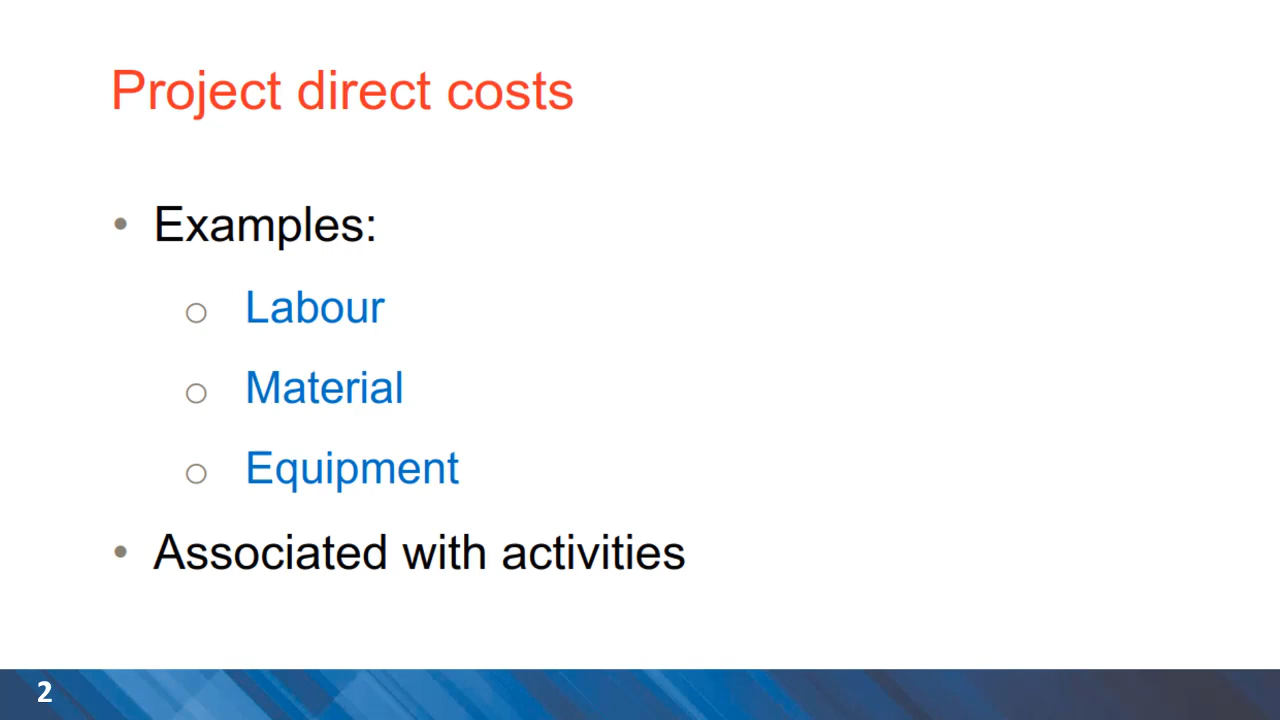 Project direct costs
• Examples:
○ Labour
○ Material
○ Equipment
• Associated with activities
2